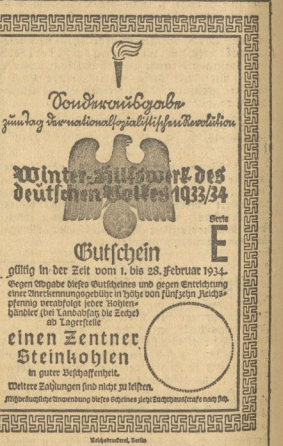 Sonderausgabe
zum Tag der nationalsozialistischen Revolution
Winter-Hilfswerk des
deutschen Volkes 1933/34
Serie
E
Gutschein
gültig in der Zeit vom 1. bis 28. Februar 1934.
Gegen Abgabe dieses Gutscheines und gegen Entrichtung
einer Anerkennungsgebühr in Höhe von fünfzehn Reichs-
pfennig verabfolgt jeder Kohlen-
händler (bei Landabsatz die Zeche)
ab Lagerstelle
einen Zentner
Steinkohlen
in guter Beschaffenheit.
Weitere Zahlungen sind nicht zu leisten.
Mißbräuchliche Anwendung dieses Scheines zieht Zuchthausstrafe nach sich.
Reichsdruckerei, Berlin